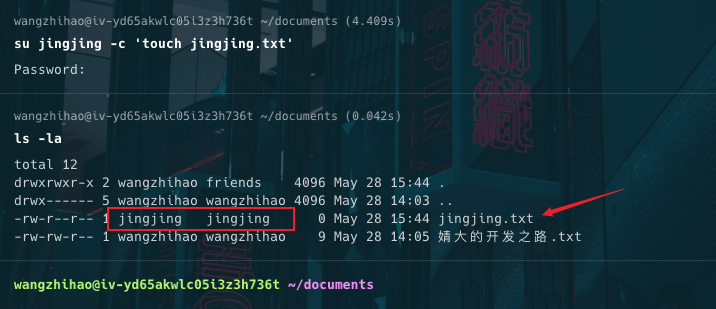 wangzhihao@iv-yd65akwlc05i3z3h736t ~/documents (4.409s)
su jingjing -c 'touch jingjing.txt'
Password:
wangzhihao@iv-yd65akwlc05i3z3h736t ~/documents (0.042s)
ls -la
total 12
drwxrwxr-x 2 wangzhihao friends    4096 May 28 15:44 .
drwx------ 5 wangzhihao wangzhihao 4096 May 28 14:03 ..
-rw-r--r-- 1 jingjing   jingjing      0 May 28 15:44 jingjing.txt
-rw-rw-r-- 1 wangzhihao wangzhihao    9 May 28 14:05 婧大的开发之路.txt
wangzhihao@iv-yd65akwlc05i3z3h736t ~/documents